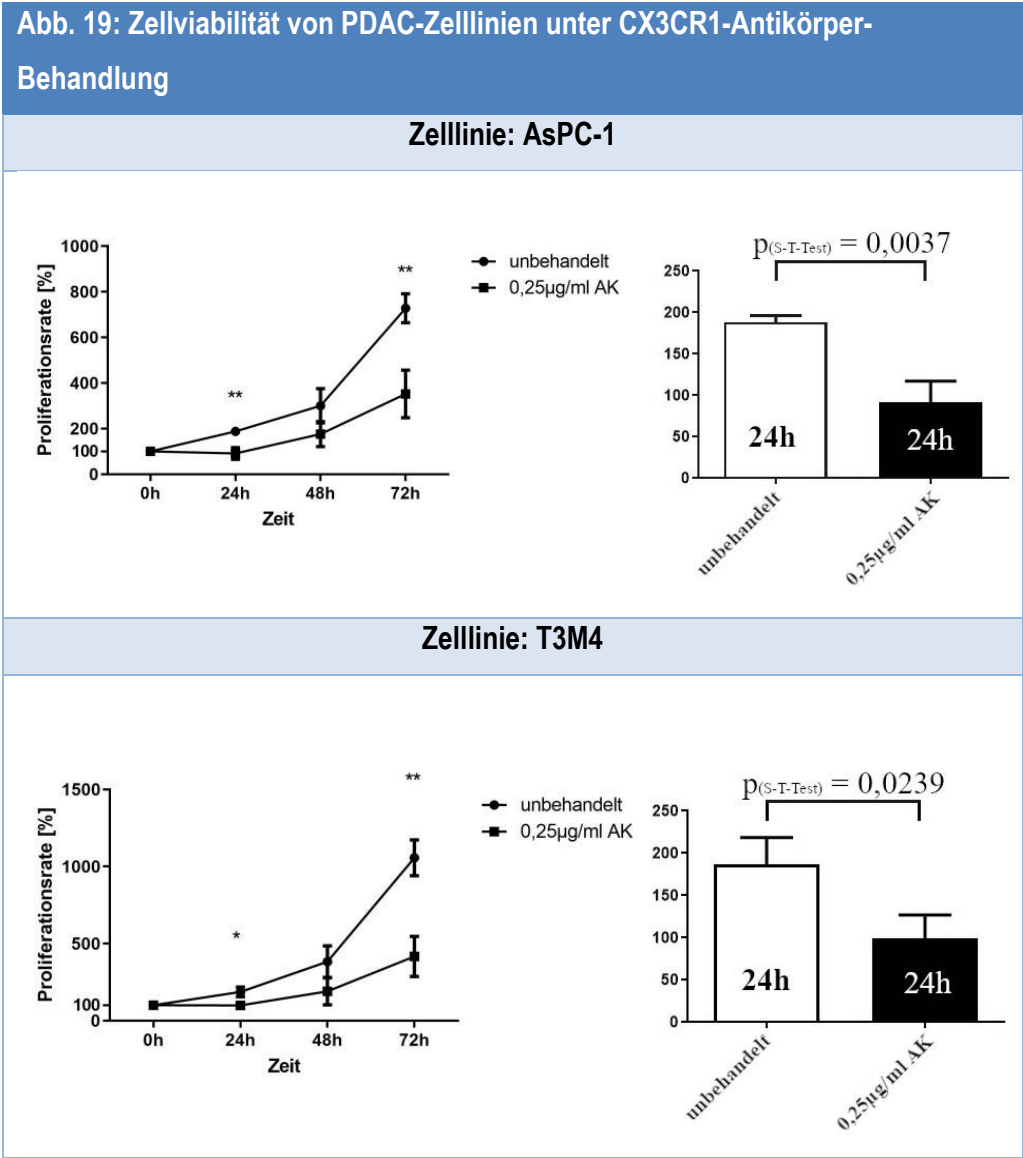 Abb. 19: Zellviabilität von PDAC-Zelllinien unter CX3CR1-Antikörper-
Behandlung
Zelllinie: AsPC-1
Proliferationsrate [%]
1000
800
600
400
200
100
0
**
**
0h 24h 48h 72h
Zeit
unbehandelt
0,25µg/ml AK
p(S-T-Test) = 0,0037
250
200
150
100
50
0
24h
24h
unbehandelt
0,25µg/ml AK
Zelllinie: T3M4
Proliferationsrate [%]
1500
1000
500
100
0
*
**
0h 24h 48h 72h
Zeit
unbehandelt
0,25µg/ml AK
p(S-T-Test) = 0,0239
250
200
150
100
50
0
24h
24h
unbehandelt
0,25µg/ml AK